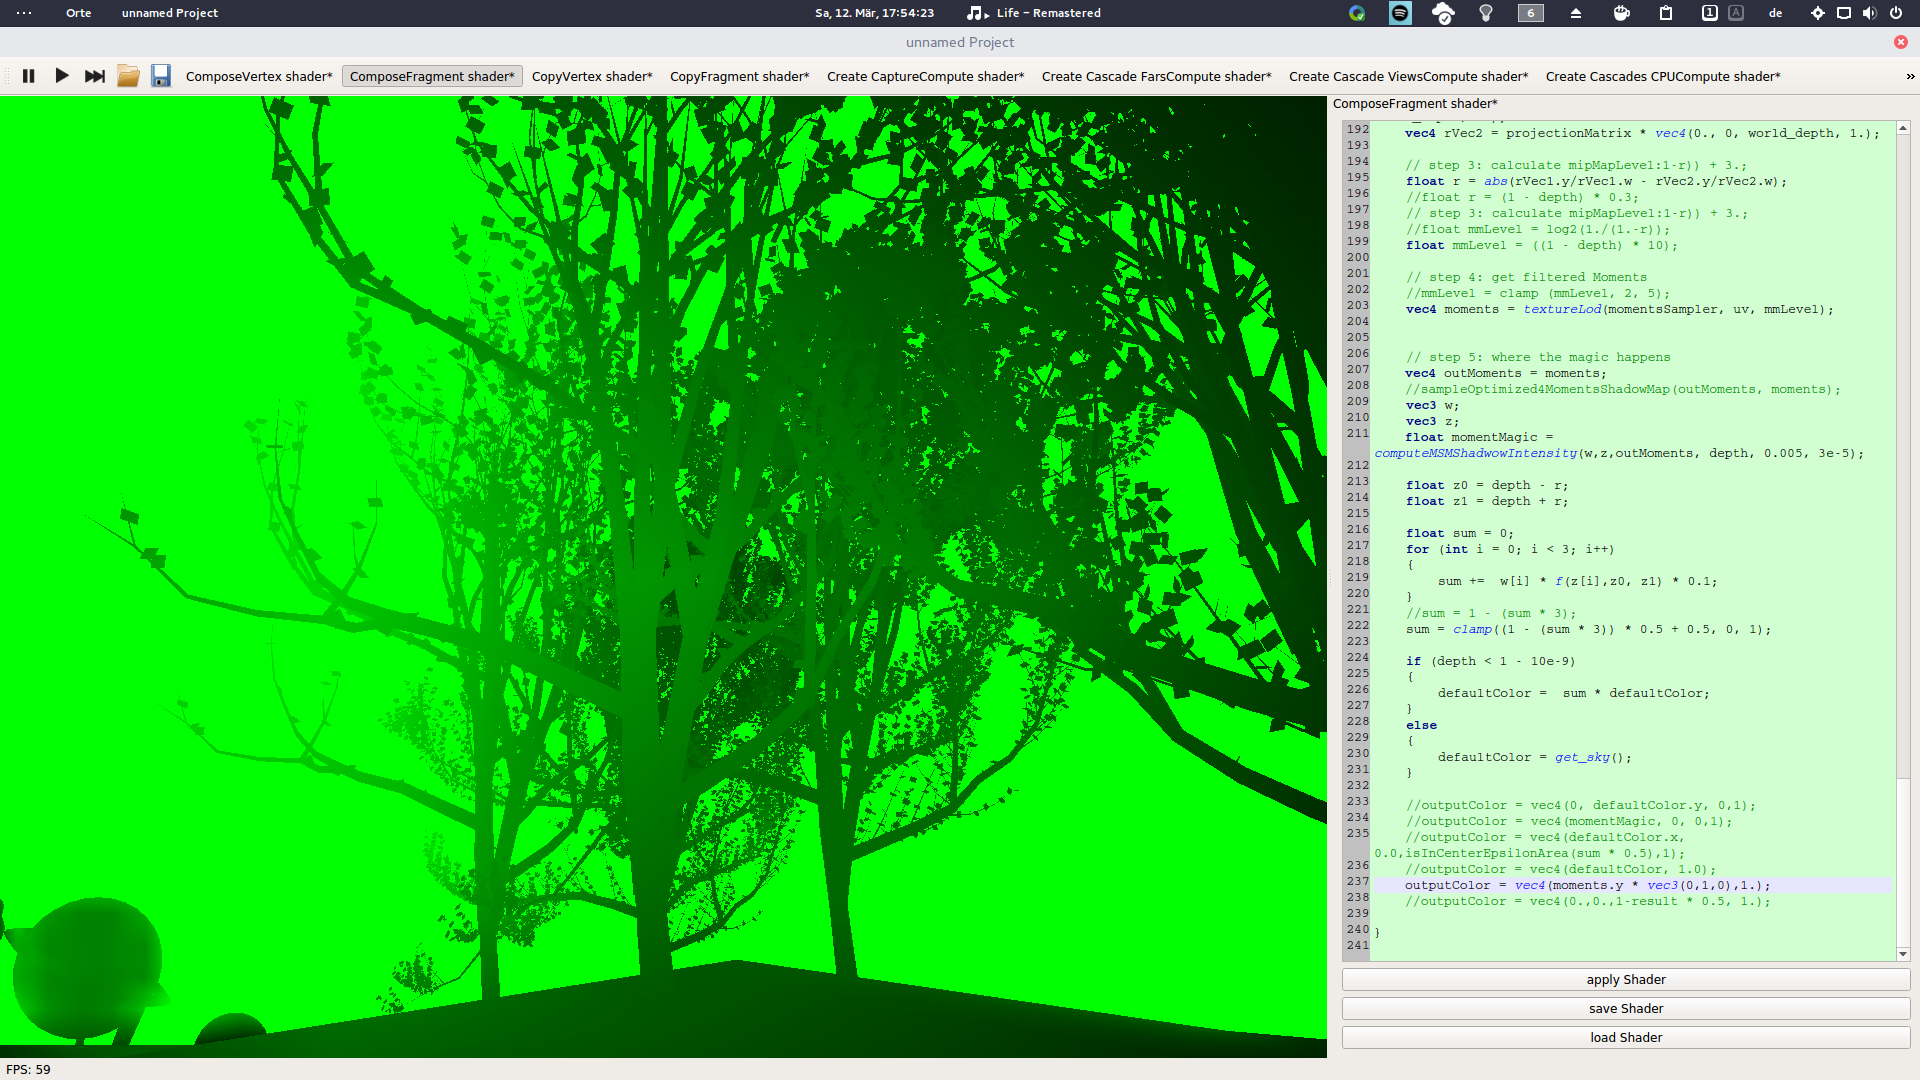 Orte unnamed Project Sa, 12. Mär, 17:54:23 Life – Remastered 6 1 A de
unnamed Project
ComposeVertex shader* ComposeFragment shader* CopyVertex shader* CopyFragment shader* Create CaptureCompute shader* Create Cascade FarsCompute shader* Create Cascade ViewsCompute shader* Create Cascades CPUCompute shader* »
ComposeFragment shader*
192 vec4 rVec2 = projectionMatrix * vec4(0., 0, world_depth, 1.);
193
194 // step 3: calculate mipMapLevel:1-r)) + 3.;
195 float r = abs(rVec1.y/rVec1.w - rVec2.y/rVec2.w);
196 //float r = (1 - depth) * 0.3;
197 // step 3: calculate mipMapLevel:1-r)) + 3.;
198 //float mmLevel = log2(1./(1.-r));
199 float mmLevel = ((1 - depth) * 10);
200
201 // step 4: get filtered Moments
202 //mmLevel = clamp (mmLevel, 2, 5);
203 vec4 moments = textureLod(momentsSampler, uv, mmLevel);
204
205
206 // step 5: where the magic happens
207 vec4 outMoments = moments;
208 //sampleOptimized4MomentsShadowMap(outMoments, moments);
209 vec3 w;
210 vec3 z;
211 float momentMagic =
computeMSMShadwowIntensity(w,z,outMoments, depth, 0.005, 3e-5);
212
213 float z0 = depth - r;
214 float z1 = depth + r;
215
216 float sum = 0;
217 for (int i = 0; i < 3; i++)
218 {
219 sum += w[i] * f(z[i],z0, z1) * 0.1;
220 }
221 //sum = 1 - (sum * 3);
222 sum = clamp((1 - (sum * 3)) * 0.5 + 0.5, 0, 1);
223
224 if (depth < 1 - 10e-9)
225 {
226 defaultColor = sum * defaultColor;
227 }
228 else
229 {
230 defaultColor = get_sky();
231 }
232
233 //outputColor = vec4(0, defaultColor.y, 0,1);
234 //outputColor = vec4(momentMagic, 0, 0,1);
235 //outputColor = vec4(defaultColor.x,
0.0,isInCenterEpsilonArea(sum * 0.5),1);
236 //outputColor = vec4(defaultColor, 1.0);
237 outputColor = vec4(moments.y * vec3(0,1,0),1.);
238 //outputColor = vec4(0.,0.,1-result * 0.5, 1.);
239
240 }
241
apply Shader
save Shader
load Shader
FPS: 59